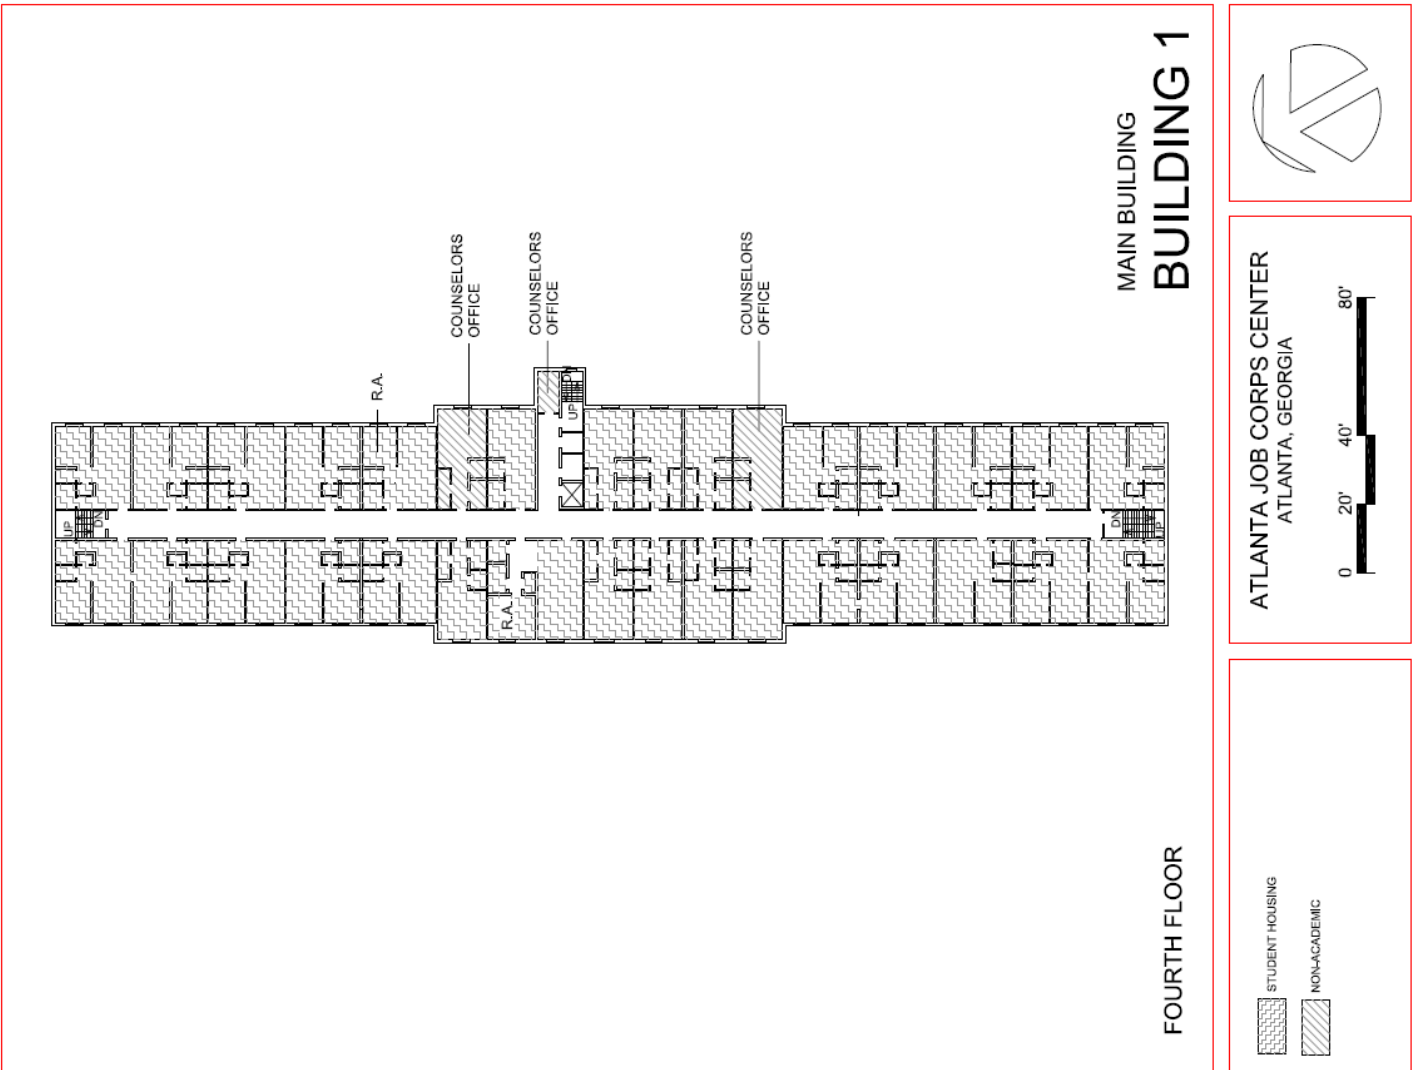 MAIN BUILDING
BUILDING 1
ATLANTA JOB CORPS CENTER
ATLANTA, GEORGIA
0 20' 40' 80'
COUNSELORS
OFFICE
COUNSELORS
OFFICE
COUNSELORS
OFFICE
R.A.
R.A.
UP
DN
UP
DN
DN
UP
FOURTH FLOOR
STUDENT HOUSING
NON-ACADEMIC